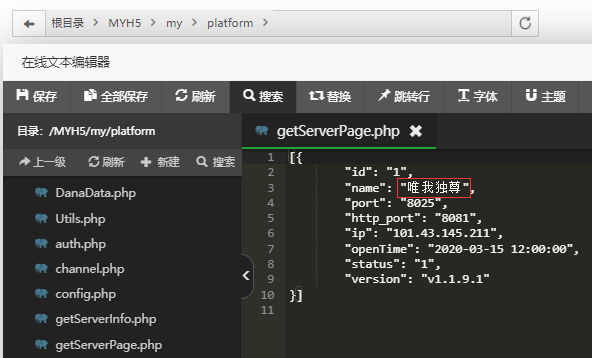 根目录 > MYH5 > my > platform >
在线文本编辑器
保存 全部保存 刷新 搜索 替换 跳转行 字体 主题
目录: /MYH5/my/platform
getServerPage.php
上一级 刷新 新建 搜索
DanaData.php
Utils.php
auth.php
channel.php
config.php
getServerInfo.php
getServerPage.php
1 [{
2 "id": "1",
3 "name": "唯我独尊",
4 "port": "8025",
5 "http_port": "8081",
6 "ip": "101.43.145.211",
7 "openTime": "2020-03-15 12:00:00",
8 "status": "1",
9 "version": "v1.1.9.1"
10 }]
11